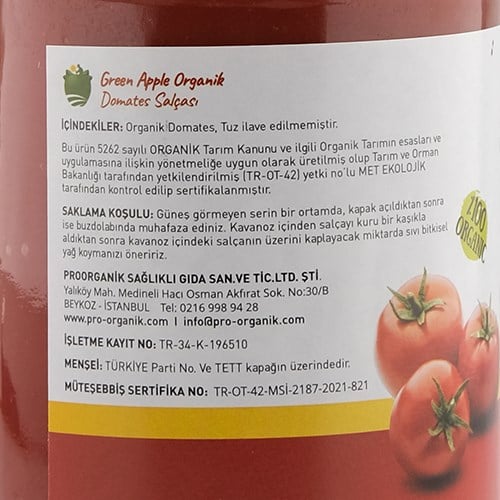 Green Apple Organik
Domates Salçası
İÇİNDEKİLER: Organik Domates, Tuz ilave edilmemiştir.
Bu ürün 5262 sayılı ORGANİK Tarım Kanunu ve ilgili Organik Tarımın esasları ve
uygulamasına ilişkin yönetmeliğe uygun olarak üretilmiş olup Tarım ve Orman
Bakanlığı tarafından yetkilendirilmiş (TR-OT-42) yetki no'lu MET EKOLOJİK
tarafından kontrol edilip sertifikalanmıştır.
SAKLAMA KOŞULU: Güneş görmeyen serin bir ortamda, kapak açıldıktan sonra
ise buzdolabında muhafaza ediniz. Kavanoz içinden salçayı kuru bir kaşıkla
aldıktan sonra kavanoz içindeki salçanın üzerini kaplayacak miktarda sıvı bitkisel
yağ koymanızı öneririz.
PROORGANİK SAĞLIKLI GIDA SAN.VE TİC.LTD. ŞTİ.
Yalıköy Mah. Medineli Hacı Osman Akfırat Sok. No:30/B
BEYKOZ - İSTANBUL Tel: 0216 998 94 28
www.pro-organik.com I info@pro-organik.com
İŞLETME KAYIT NO: TR-34-K-196510
MENŞEİ: TÜRKİYE Parti No. Ve TETT kapağın üzerindedir.
MÜTEŞEBBİŞ SERTİFİKA NO: TR-OT-42-MSİ-2187-2021-821
%100
ORGANIC